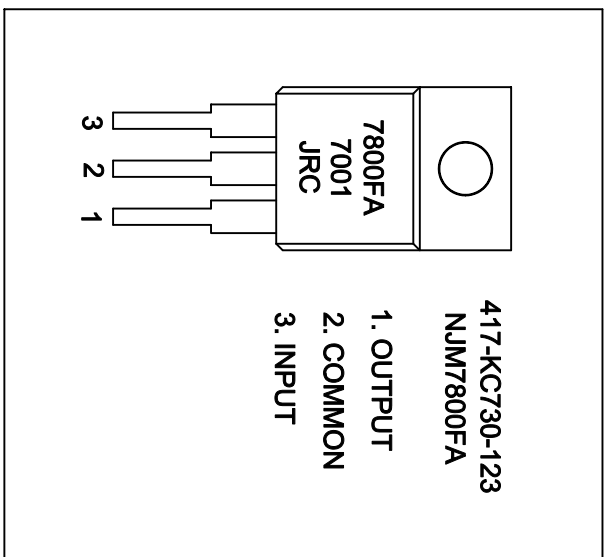 417-KC730-123
NJM7800FA
7800FA
7001
JRC
1. OUTPUT
2. COMMON
3. INPUT
3
2
1